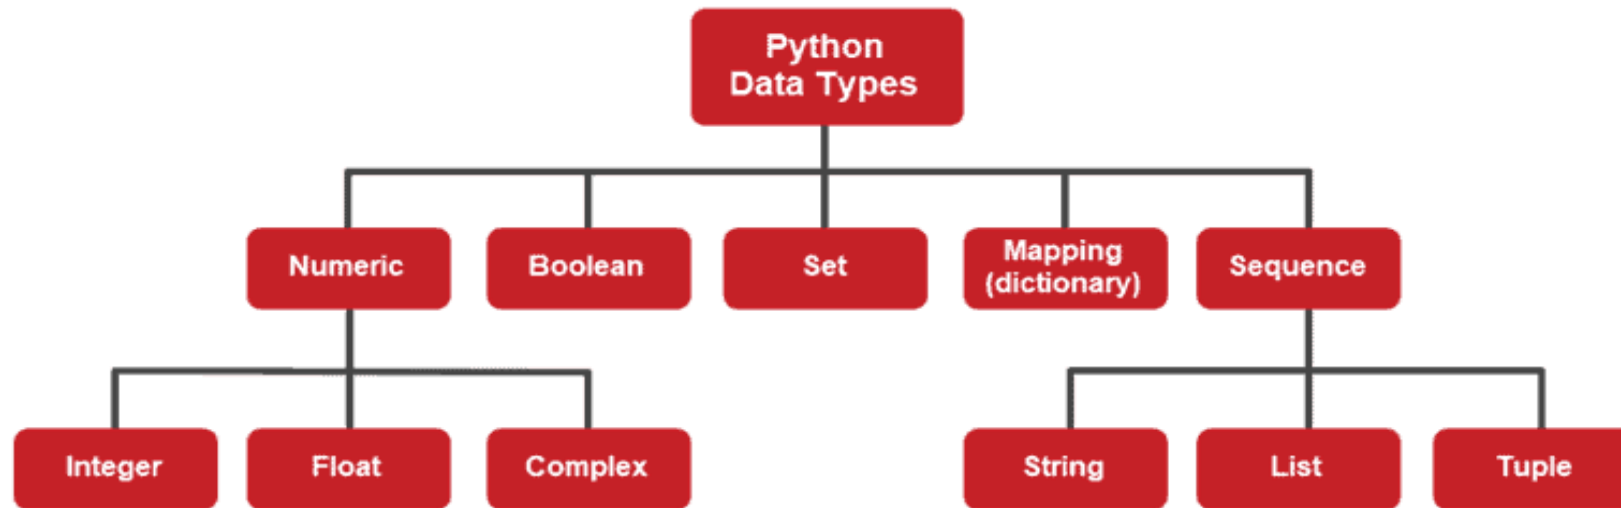 Python
Data Types
Numeric
Boolean
Set
Mapping
(dictionary)
Sequence
Integer
Float
Complex
String
List
Tuple